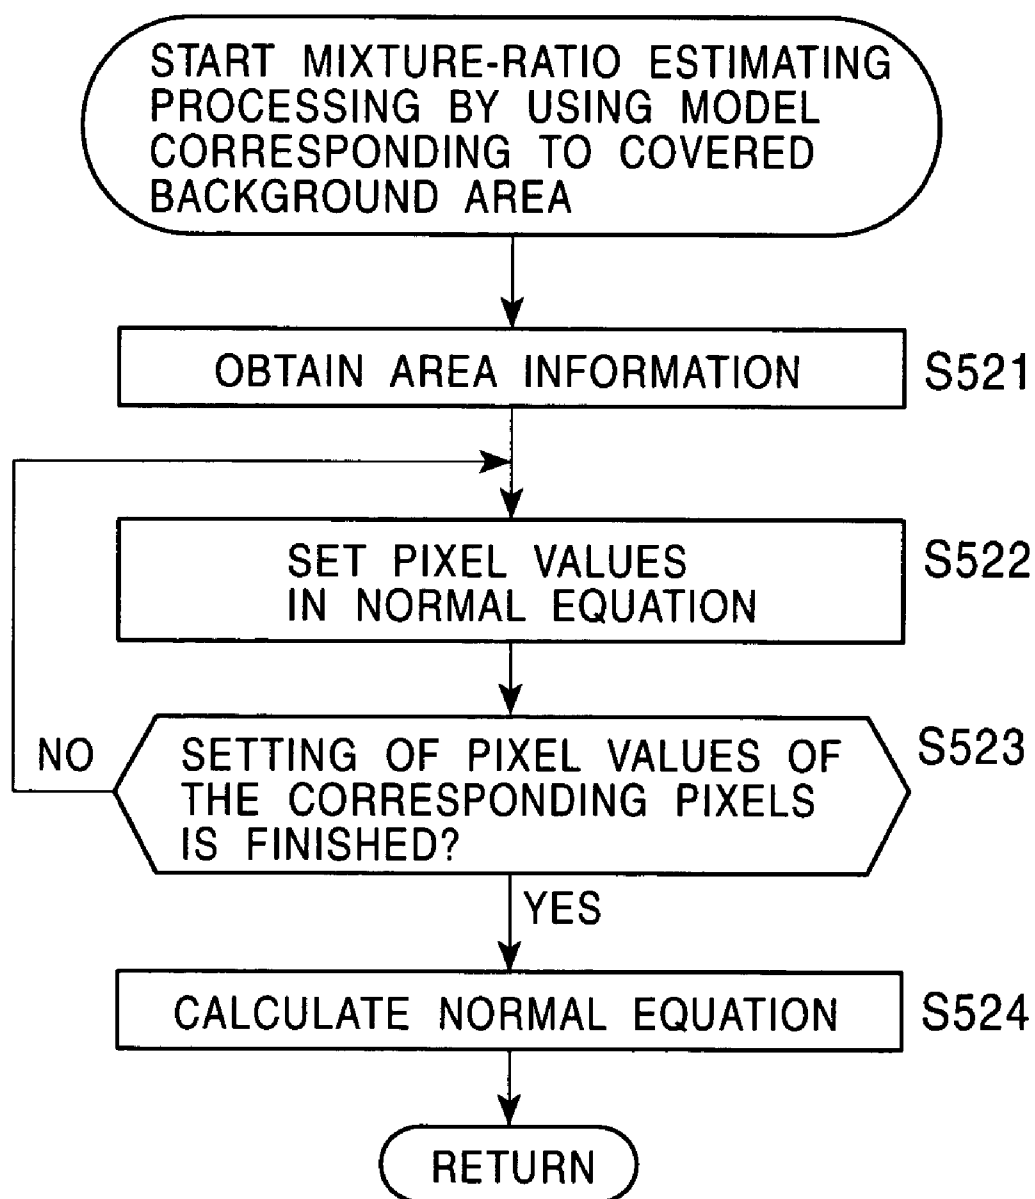 START MIXTURE-RATIO ESTIMATING
PROCESSING BY USING MODEL
CORRESPONDING TO COVERED
BACKGROUND AREA
OBTAIN AREA INFORMATION
S521
SET PIXEL VALUES
IN NORMAL EQUATION
S522
NO
SETTING OF PIXEL VALUES OF
THE CORRESPONDING PIXELS
IS FINISHED?
S523
YES
CALCULATE NORMAL EQUATION
S524
RETURN